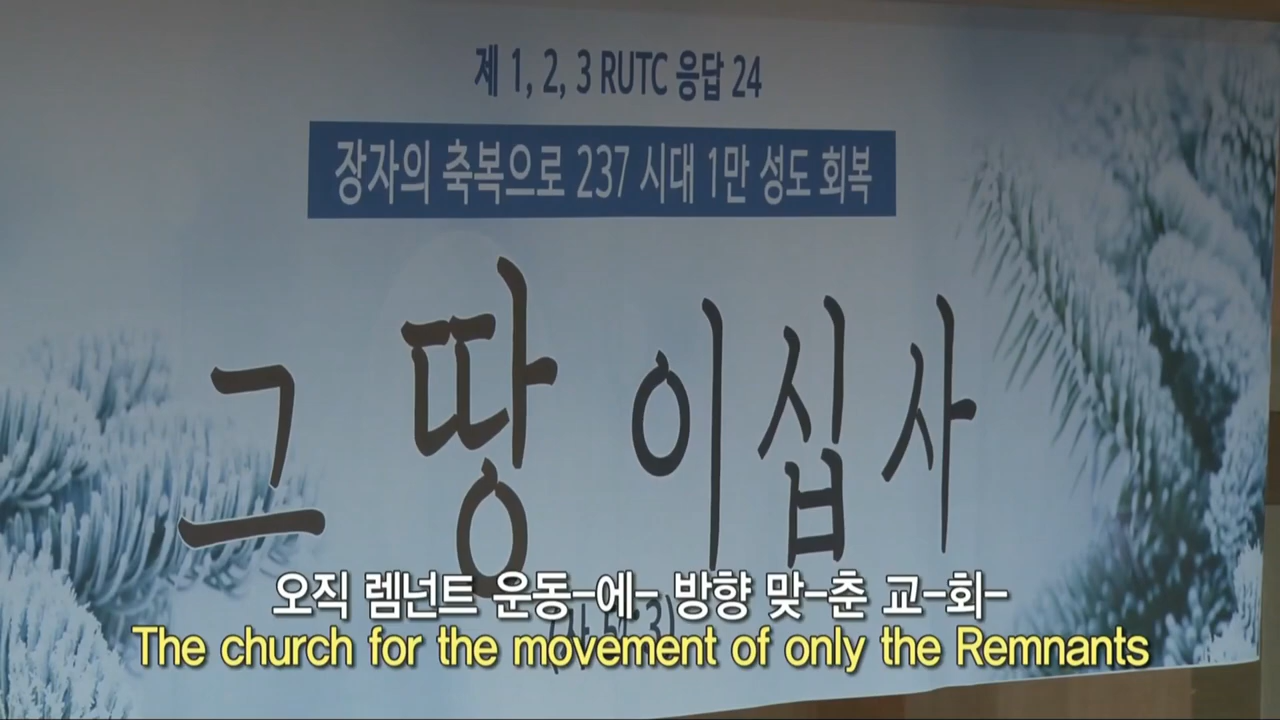 제 1, 2, 3 RUTC 응답 24
장자의 축복으로 237 시대 1만 성도 회복
그 땅 이십사
오직 렘넌트 운동-에- 방향 맞-춘 교-회-
The church for the movement of only the Remnants